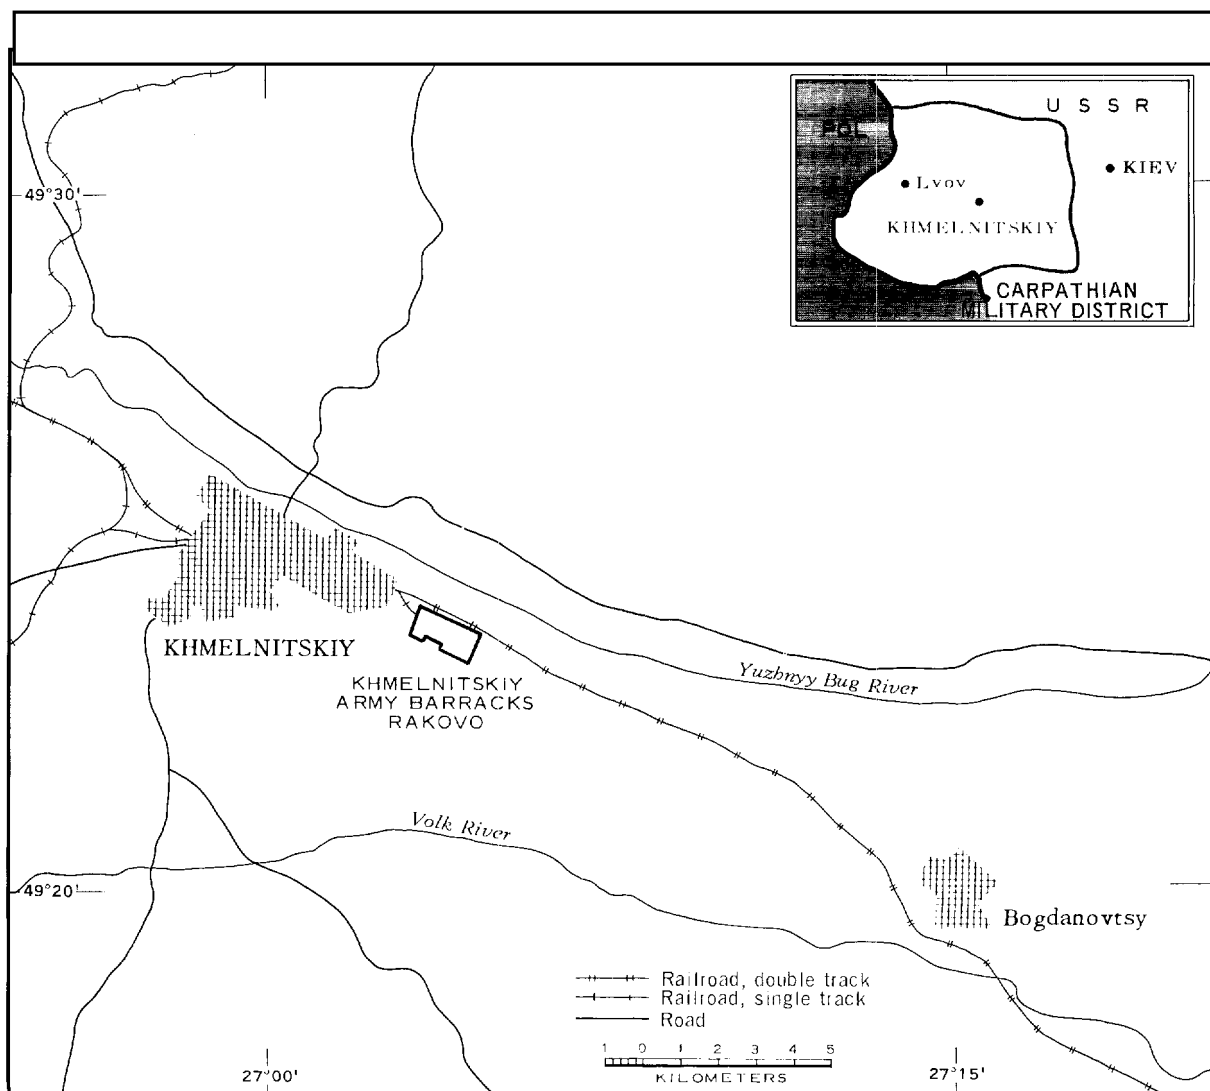 U S S R
POL
KIEV
Lvov
KHMELNITSKIY
CARPATHIAN
MILITARY DISTRICT
49°30'
KHMELNITSKIY
KHMELNITSKIY
ARMY BARRACKS
RAKOVO
Yuzhnyy Bug River
Volk River
49°20'
Bogdanovtsy
Railroad, double track
Railroad, single track
Road
1 0 1 2 3 4 5
KILOMETERS
27°00'
27°15'